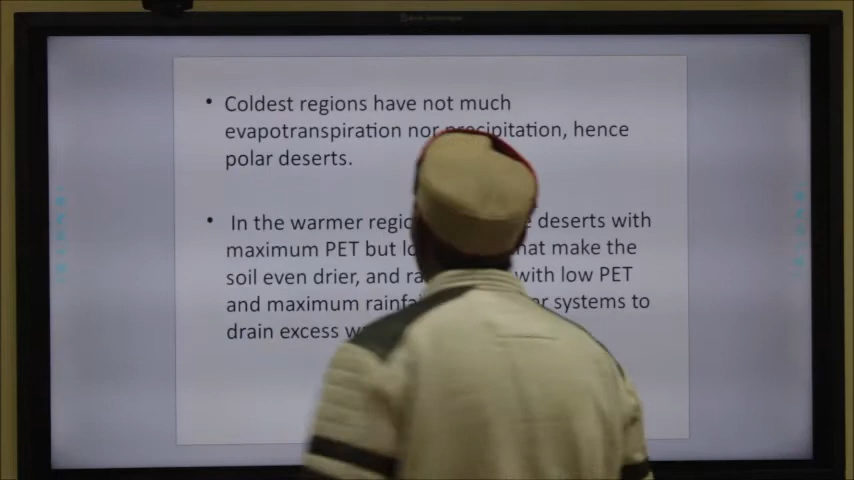 • Coldest regions have not much
evapotranspiration nor precipitation, hence
polar deserts.
• In the warmer regio deserts with
maximum PET but lo hat make the
soil even drier, and ra with low PET
and maximum rainfa ar systems to
drain excess w